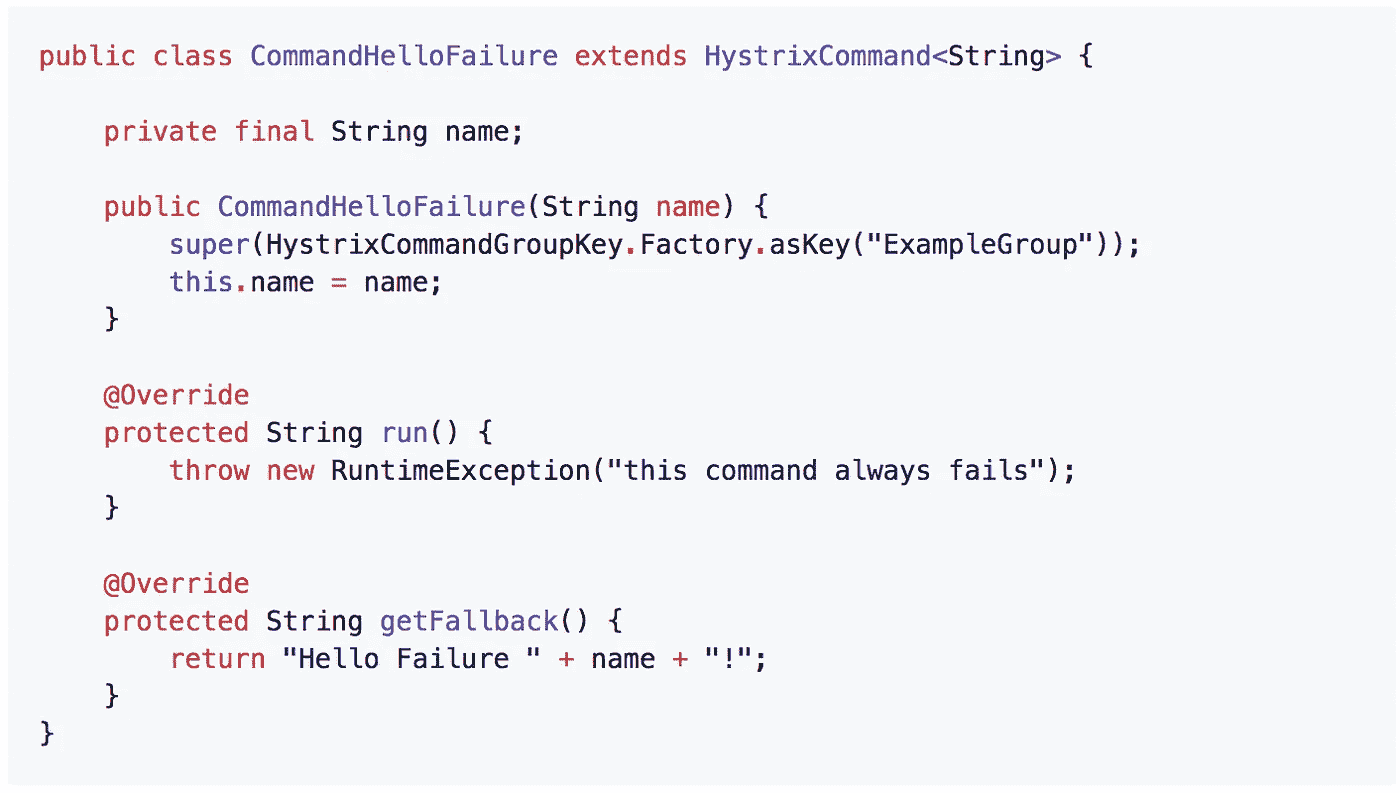 public class CommandHelloFailure extends HystrixCommand<String> {
    private final String name;
    public CommandHelloFailure(String name) {
        super(HystrixCommandGroupKey.Factory.asKey("ExampleGroup"));
        this.name = name;
    }
    @Override
    protected String run() {
        throw new RuntimeException("this command always fails");
    }
    @Override
    protected String getFallback() {
        return "Hello Failure " + name + "!";
    }
}